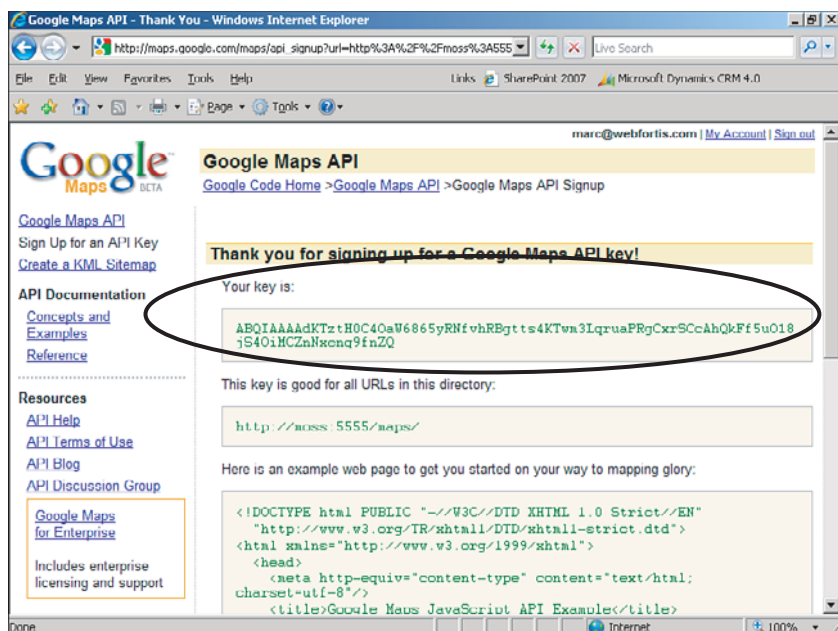 Google Maps API - Thank You - Windows Internet Explorer
http://maps.google.com/maps/api_signup?url=http%3A%2F%2Fmoss%3A555
Live Search
File Edit View Favorites Tools Help
Links SharePoint 2007 Microsoft Dynamics CRM 4.0
Page Tools
marc@webfortis.com | My Account | Sign out
Google
Maps BETA
Google Maps API
Google Code Home >Google Maps API >Google Maps API Signup
Google Maps API
Sign Up for an API Key
Create a KML Sitemap
API Documentation
Concepts and
Examples
Reference
Resources
API Help
API Terms of Use
API Blog
API Discussion Group
Google Maps
for Enterprise
Includes enterprise
licensing and support
Thank you for signing up for a Google Maps API key!
Your key is:
This key is good for all URLs in this directory:
http://moss:5555/maps/
Here is an example web page to get you started on your way to mapping glory:
<!DOCTYPE html PUBLIC "-//W3C//DTD XHTML 1.0 Strict//EN"
"http://www.w3.org/TR/xhtml1/DTD/xhtml1-strict.dtd">
<html xmlns="http://www.w3.org/1999/xhtml">
<head>
<meta http-equiv="content-type" content="text/html;
charset=utf-8"/>
<title>Google Maps JavaScript API Example</title>
Done
Internet
100%